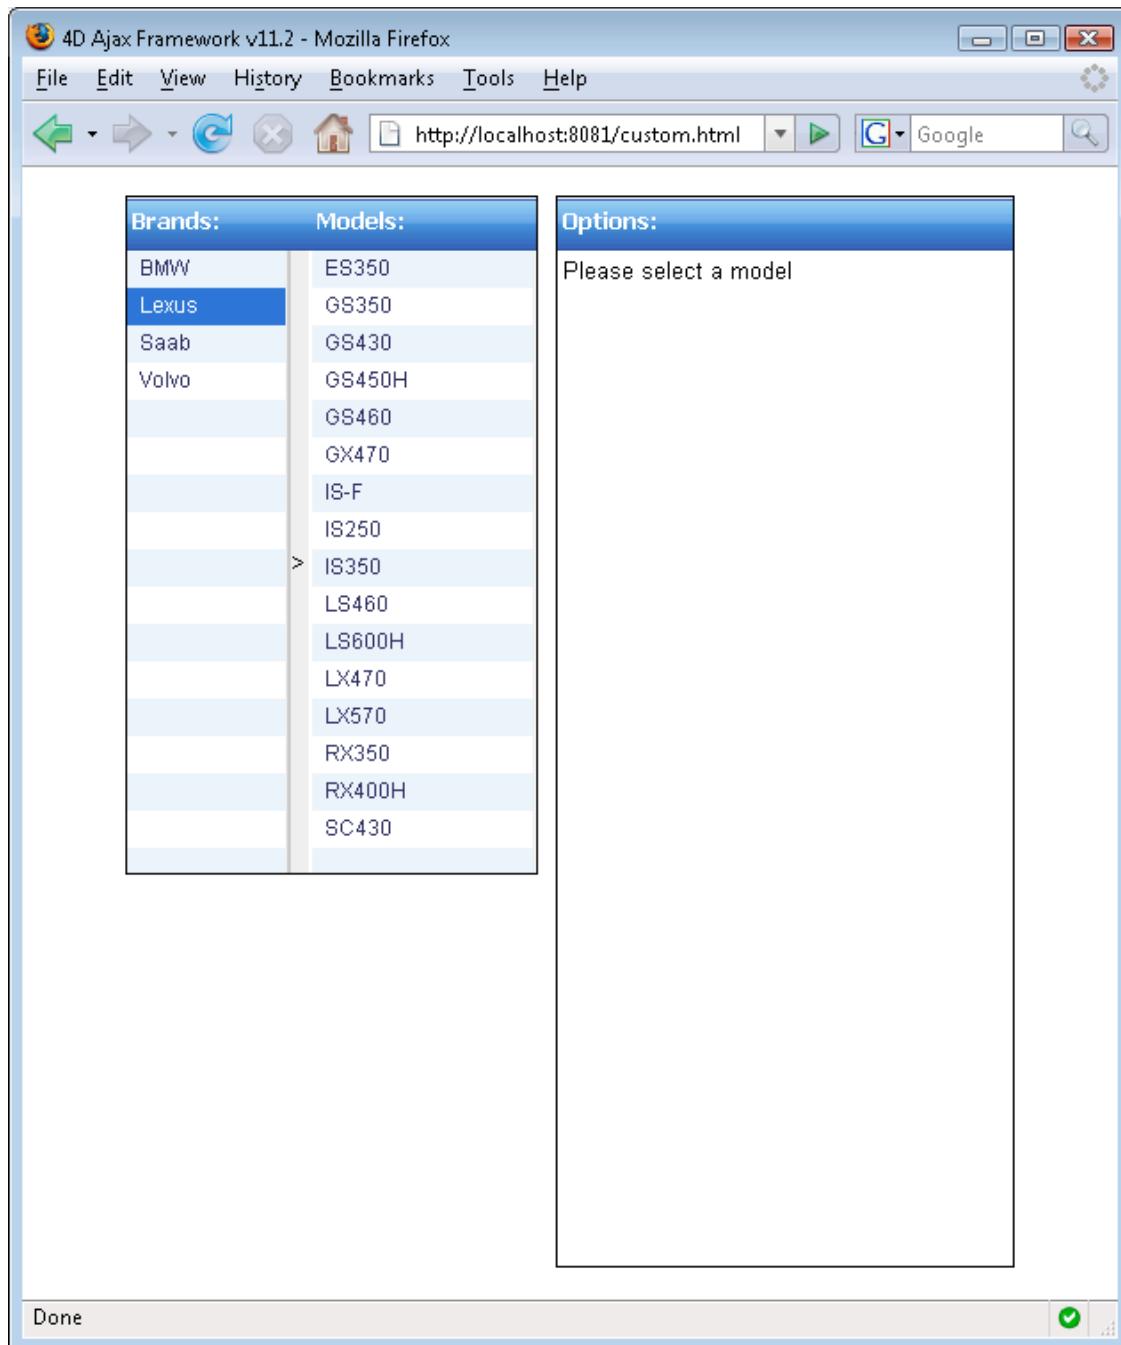 4D Ajax Framework v11.2 - Mozilla Firefox
File Edit View History Bookmarks Tools Help
http://localhost:8081/custom.html G Google
Brands: Models: Options:
BMW ES350 Please select a model
Lexus GS350
Saab GS430
Volvo GS450H
GS460
GX470
IS-F
IS250
> IS350
LS460
LS600H
LX470
LX570
RX350
RX400H
SC430
Done